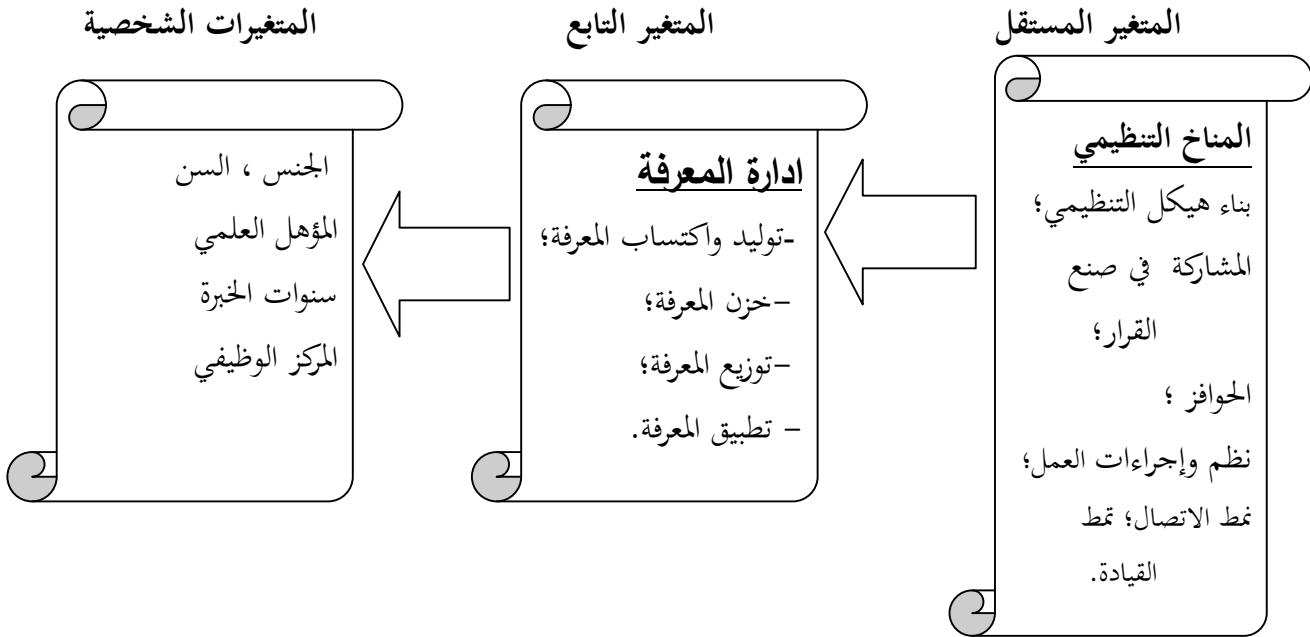 المتغير المستقل
المناخ التنظيمي
بناء هيكل التنظيمي؛
المشاركة في صنع
القرار؛
الحوافز ؛
نظم وإجراءات العمل؛
نمط الاتصال؛ نمط
القيادة.
المتغير التابع
ادارة المعرفة
-توليد واكتساب المعرفة؛
–خزن المعرفة؛
–توزيع المعرفة؛
– تطبيق المعرفة.
المتغيرات الشخصية
الجنس ، السن
المؤهل العلمي
سنوات الخبرة
المركز الوظيفي